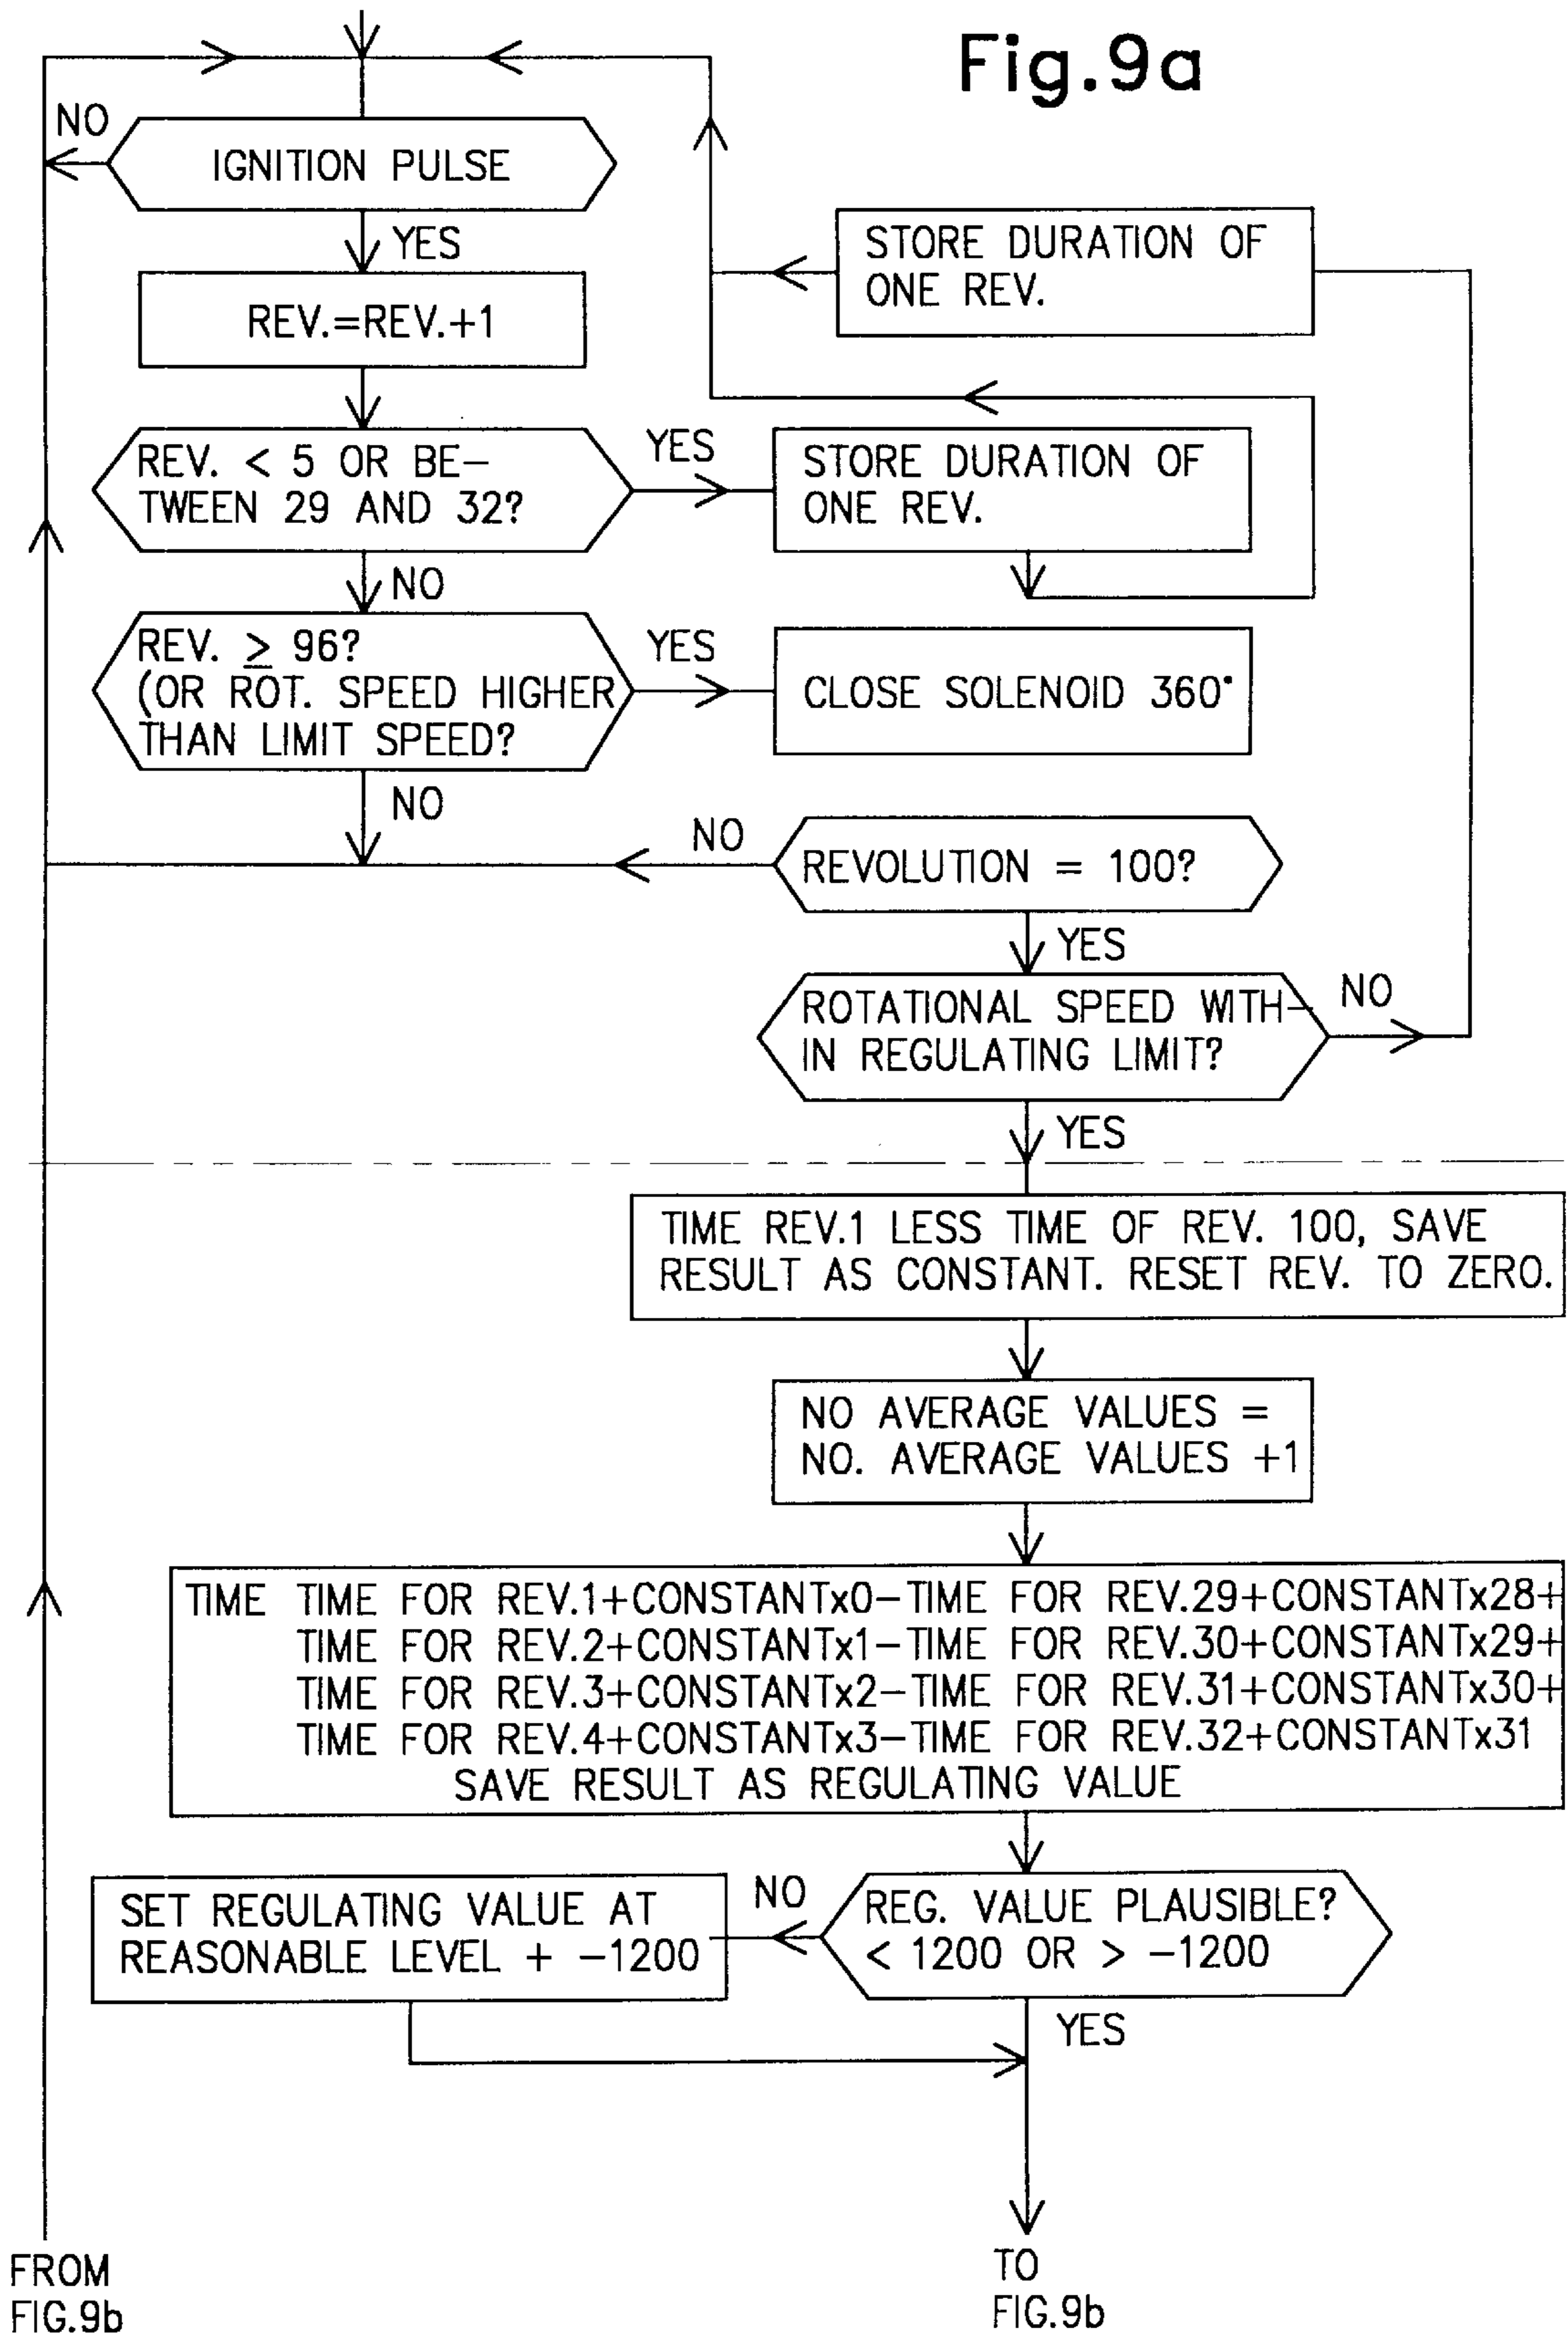 Fig.9a
NO
IGNITION PULSE
YES
STORE DURATION OF
ONE REV.
REV.=REV.+1
REV. < 5 OR BE-
TWEEN 29 AND 32?
YES
STORE DURATION OF
ONE REV.
NO
REV. ≥ 96?
(OR ROT. SPEED HIGHER
THAN LIMIT SPEED?
YES
CLOSE SOLENOID 360°
NO
NO
REVOLUTION = 100?
YES
ROTATIONAL SPEED WITH-
IN REGULATING LIMIT?
NO
YES
TIME REV.1 LESS TIME OF REV. 100, SAVE
RESULT AS CONSTANT. RESET REV. TO ZERO.
NO AVERAGE VALUES =
NO. AVERAGE VALUES +1
TIME TIME FOR REV.1+CONSTANTx0-TIME FOR REV.29+CONSTANTx28+
TIME FOR REV.2+CONSTANTx1-TIME FOR REV.30+CONSTANTx29+
TIME FOR REV.3+CONSTANTx2-TIME FOR REV.31+CONSTANTx30+
TIME FOR REV.4+CONSTANTx3-TIME FOR REV.32+CONSTANTx31
SAVE RESULT AS REGULATING VALUE
SET REGULATING VALUE AT
REASONABLE LEVEL + -1200
NO
REG. VALUE PLAUSIBLE?
< 1200 OR > -1200
YES
FROM
FIG.9b
TO
FIG.9b